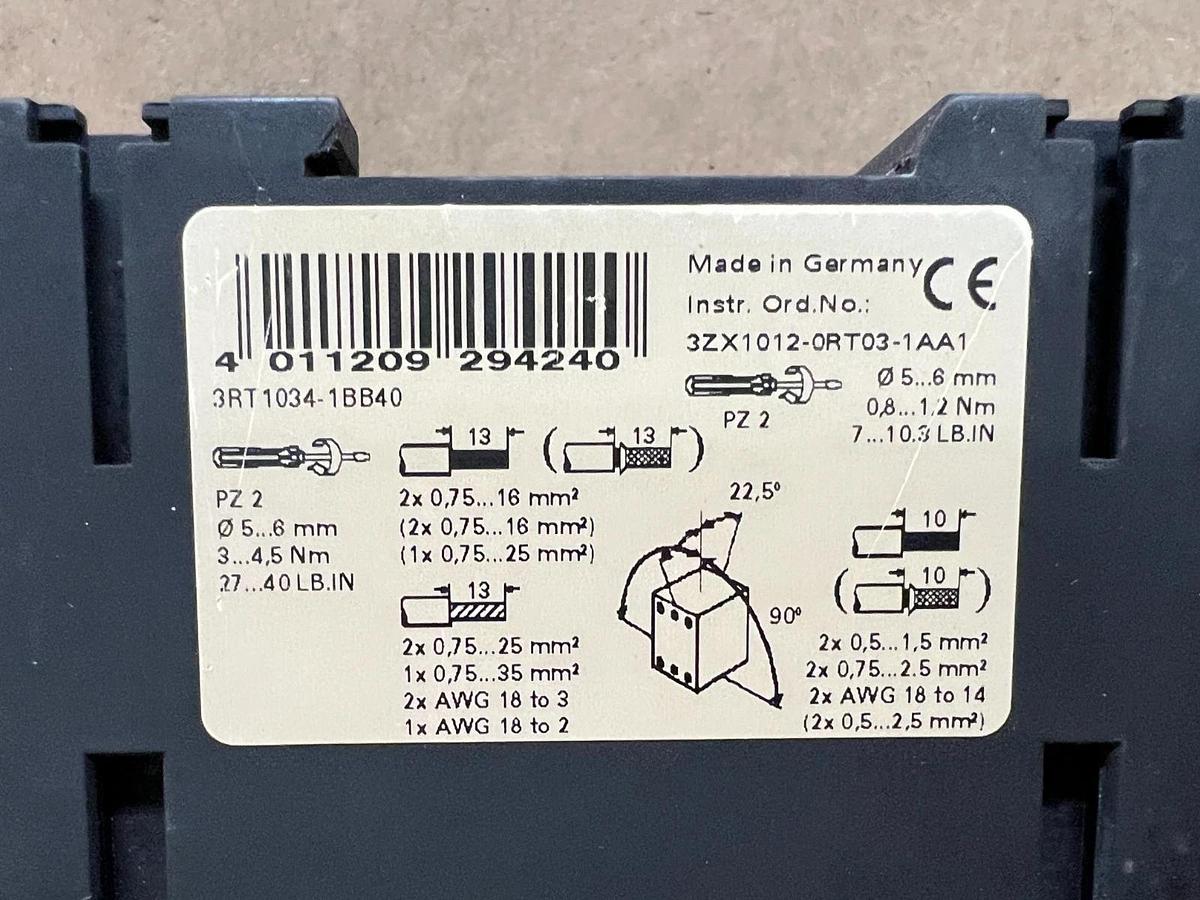 Made in Germany CE
Instr. Ord.No.:
3ZX1012-0RT03-1AA1
4 011209 294240
3RT1034-1BB40
PZ 2
Ø 5...6 mm
0,8...1,2 Nm
7...10.3 LB.IN
PZ 2
Ø 5...6 mm
3...4,5 Nm
27...40 LB.IN
13
( 13 )
2x 0,75...16 mm²
(2x 0,75...16 mm²)
(1x 0,75...25 mm²)
13
2x 0,75...25 mm²
1x 0,75...35 mm²
2x AWG 18 to 3
1x AWG 18 to 2
22,5°
90°
10
( 10 )
2x 0,5...1,5 mm²
2x 0,75...2.5 mm²
2x AWG 18 to 14
(2x 0,5...2,5 mm²)